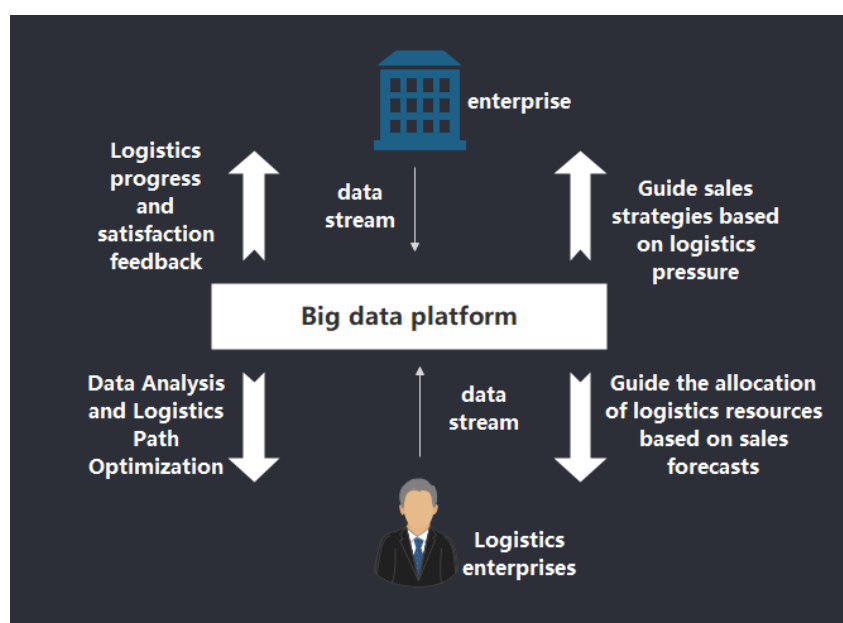 enterprise
Logistics
progress
and
satisfaction
feedback
data
stream
Guide sales
strategies based
on logistics
pressure
Big data platform
Data Analysis
and Logistics
Path
Optimization
data
stream
Guide the allocation
of logistics resources
based on sales
forecasts
Logistics
enterprises